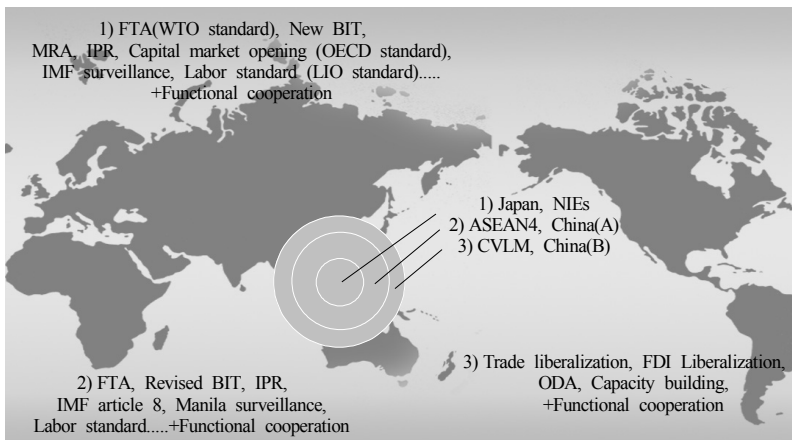 1) FTA(WTO standard), New BIT,
MRA, IPR, Capital market opening (OECD standard),
IMF surveillance, Labor standard (LIO standard).....
+Functional cooperation
1) Japan, NIEs
2) ASEAN4, China(A)
3) CVLM, China(B)
2) FTA, Revised BIT, IPR,
IMF article 8, Manila surveillance,
Labor standard.....+Functional cooperation
3) Trade liberalization, FDI Liberalization,
ODA, Capacity building,
+Functional cooperation